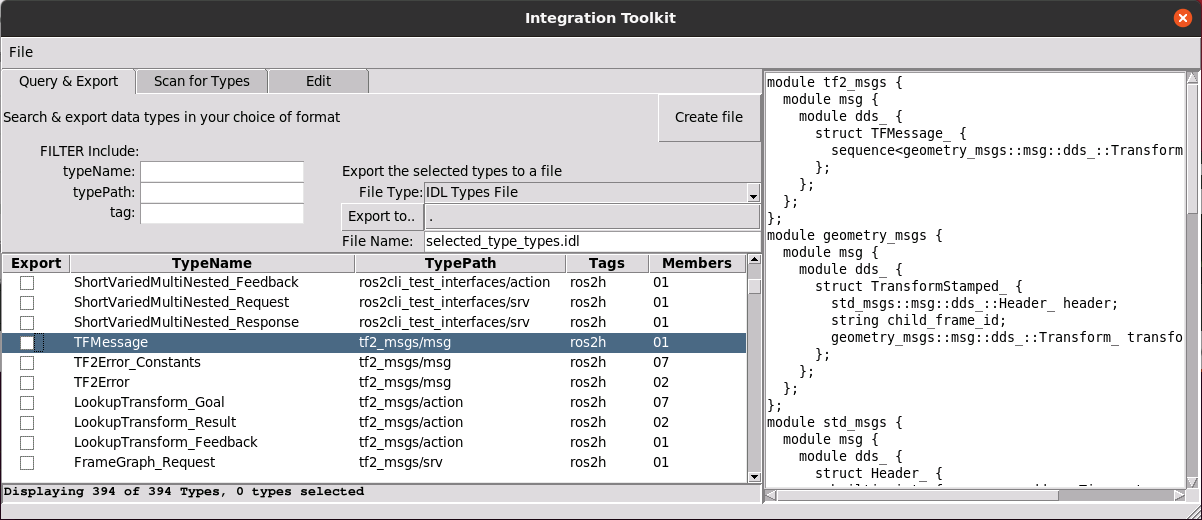 Integration Toolkit
File
Query & Export Scan for Types Edit
Search & export data types in your choice of format
Create file
FILTER Include:
typeName:
typePath:
tag:
Export the selected types to a file
File Type: IDL Types File
Export to.. .
File Name: selected_type_types.idl
Export TypeName TypePath Tags Members
ShortVariedMultiNested_Feedback ros2cli_test_interfaces/action ros2h 01
ShortVariedMultiNested_Request ros2cli_test_interfaces/srv ros2h 01
ShortVariedMultiNested_Response ros2cli_test_interfaces/srv ros2h 01
TFMessage tf2_msgs/msg ros2h 01
TF2Error_Constants tf2_msgs/msg ros2h 07
TF2Error tf2_msgs/msg ros2h 02
LookupTransform_Goal tf2_msgs/action ros2h 07
LookupTransform_Result tf2_msgs/action ros2h 02
LookupTransform_Feedback tf2_msgs/action ros2h 01
FrameGraph_Request tf2_msgs/srv ros2h 01
Displaying 394 of 394 Types, 0 types selected
module tf2_msgs {
module msg {
module dds_ {
struct TFMessage_ {
sequence<geometry_msgs::msg::dds_::Transform
};
};
};
};
module geometry_msgs {
module msg {
module dds_ {
struct TransformStamped_ {
std_msgs::msg::dds_::Header_ header;
string child_frame_id;
geometry_msgs::msg::dds_::Transform_ transfo
};
};
};
};
module std_msgs {
module msg {
module dds_ {
struct Header_ {